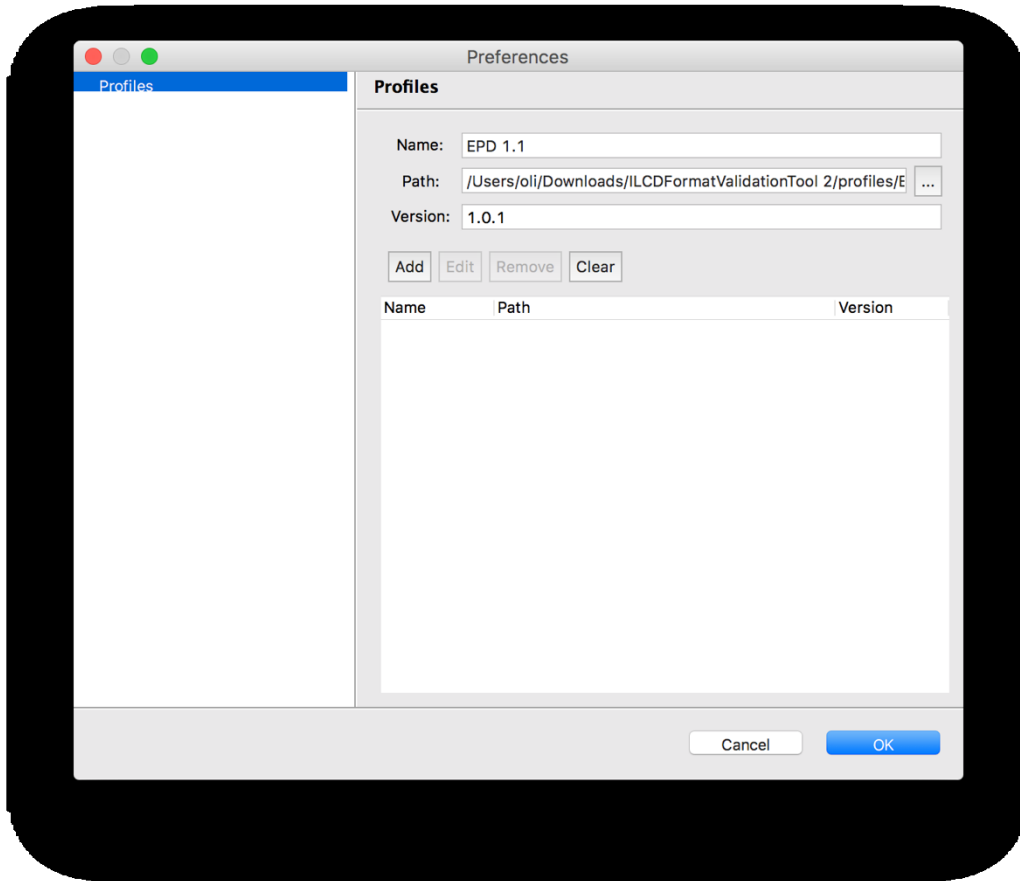 Preferences
Profiles
Profiles
Name: EPD 1.1
Path: /Users/oli/Downloads/ILCDFormatValidationTool 2/profiles/E ...
Version: 1.0.1
Add Edit Remove Clear
Name Path Version
Cancel OK